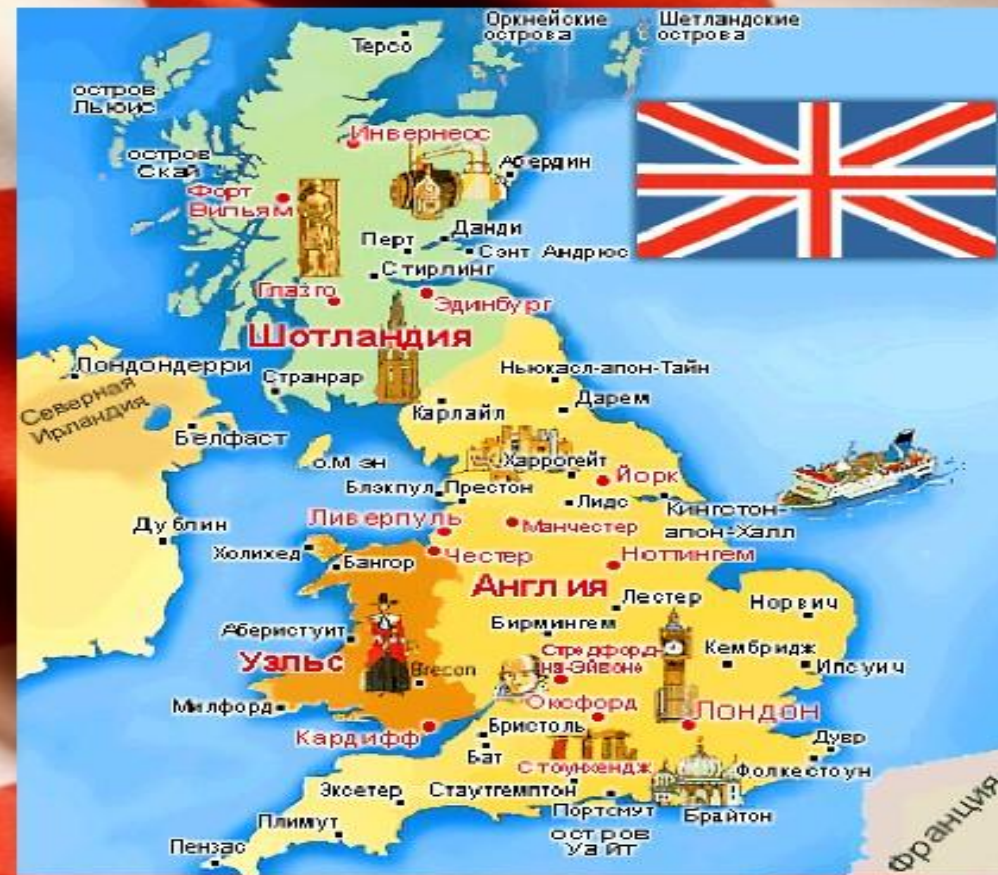 Оркнейские
острова
Шетландские
острова
Терсо
остров
Льюис
Инвернеос
остров
Скай
Абердин
Форт
Вильям
Данди
Перт
Сэнт Андрюс
Стирлинг
Глазго
Эдинбург
Шотландия
Лондондерри
Ньюкасл-апон-Тайн
Странрар
Северная
Ирландия
Дарем
Карлайл
Белфаст
о.Мэн
Харрогейт
Йорк
Блэкпул
Престон
Лидс
Кингстон-
апон-Халл
Ливерпуль
Манчестер
Дублин
Холихед
Честер
Ноттингем
Бангор
Англия
Лестер
Норвич
Бирмингем
Аберистуит
Стредфорд-
на-Эйвоне
Кембридж
Уэльс
Brecon
Ипсуич
Милфорд
Оксфорд
Лондон
Кардифф
Бристоль
Дувр
Бат
Стоунхендж
Фолкестоун
Эксетер
Стаутгемптон
Портсмут
Брайтон
Плимут
остров
Уайт
Пензас
Франция